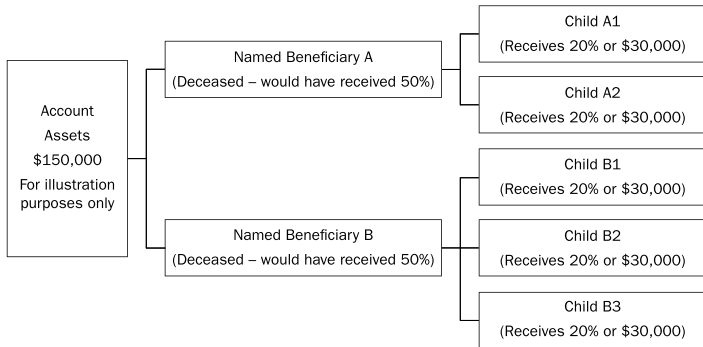 Account
Assets
$150,000
For illustration
purposes only
Named Beneficiary A
(Deceased – would have received 50%)
Child A1
(Receives 20% or $30,000)
Child A2
(Receives 20% or $30,000)
Named Beneficiary B
(Deceased – would have received 50%)
Child B1
(Receives 20% or $30,000)
Child B2
(Receives 20% or $30,000)
Child B3
(Receives 20% or $30,000)